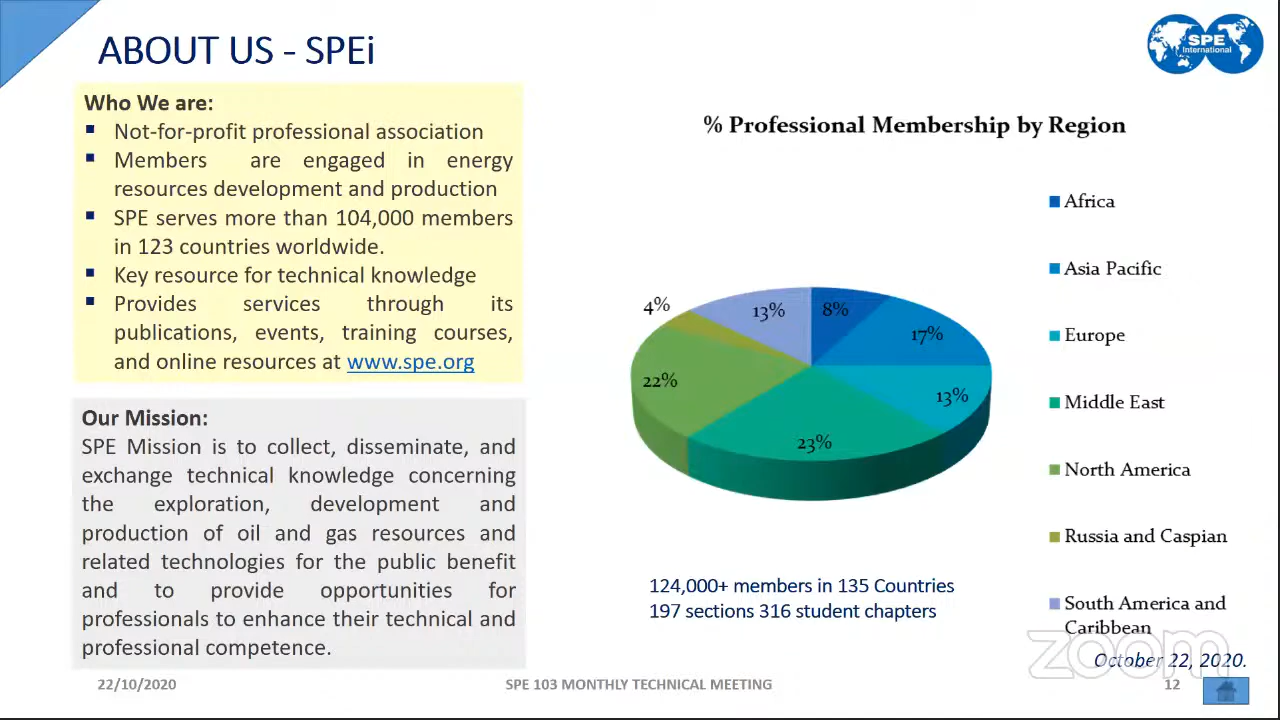 ABOUT US - SPEi
SPE
International
Who We are:
▪ Not-for-profit professional association
▪ Members are engaged in energy
resources development and production
▪ SPE serves more than 104,000 members
in 123 countries worldwide.
▪ Key resource for technical knowledge
▪ Provides services through its
publications, events, training courses,
and online resources at www.spe.org
Our Mission:
SPE Mission is to collect, disseminate, and
exchange technical knowledge concerning
the exploration, development and
production of oil and gas resources and
related technologies for the public benefit
and to provide opportunities for
professionals to enhance their technical and
professional competence.
% Professional Membership by Region
4%
13%
8%
17%
22%
13%
23%
Africa
Asia Pacific
Europe
Middle East
North America
Russia and Caspian
South America and
Caribbean
124,000+ members in 135 Countries
197 sections 316 student chapters
zoom
October 22, 2020.
22/10/2020
SPE 103 MONTHLY TECHNICAL MEETING
12